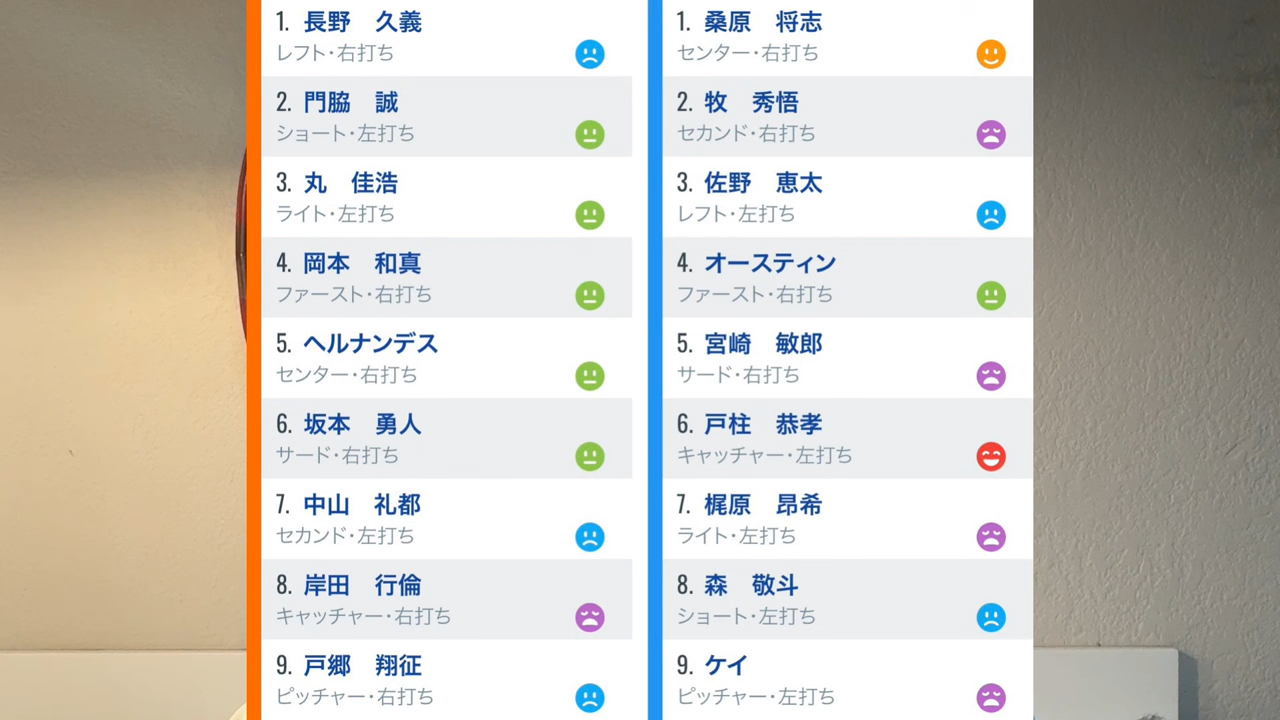 1. 長野 久義
レフト・右打ち
2. 門脇 誠
ショート・左打ち
3. 丸 佳浩
ライト・左打ち
4. 岡本 和真
ファースト・右打ち
5. ヘルナンデス
センター・右打ち
6. 坂本 勇人
サード・右打ち
7. 中山 礼都
セカンド・左打ち
8. 岸田 行倫
キャッチャー・右打ち
9. 戸郷 翔征
ピッチャー・右打ち
1. 桑原 将志
センター・右打ち
2. 牧 秀悟
セカンド・右打ち
3. 佐野 恵太
レフト・左打ち
4. オースティン
ファースト・右打ち
5. 宮崎 敏郎
サード・右打ち
6. 戸柱 恭孝
キャッチャー・左打ち
7. 梶原 昂希
ライト・左打ち
8. 森 敬斗
ショート・左打ち
9. ケイ
ピッチャー・左打ち